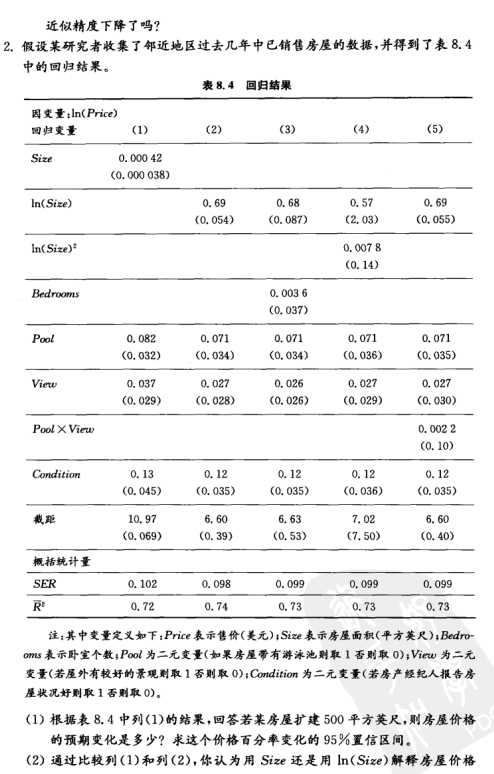 近似精度下降了吗?
2. 假设某研究者收集了邻近地区过去几年中已销售房屋的数据,并得到了表 8.4
中的回归结果。
表 8.4 回归结果
因变量:ln(Price)
回归变量 (1) (2) (3) (4) (5)
Size 0.000 42
(0.000 038)
ln(Size) 0.69 0.68 0.57 0.69
(0.054) (0.087) (2.03) (0.055)
ln(Size)² 0.007 8
(0.14)
Bedrooms 0.003 6
(0.037)
Pool 0.082 0.071 0.071 0.071 0.071
(0.032) (0.034) (0.034) (0.036) (0.035)
View 0.037 0.027 0.026 0.027 0.027
(0.029) (0.028) (0.026) (0.029) (0.030)
Pool×View 0.002 2
(0.10)
Condition 0.13 0.12 0.12 0.12 0.12
(0.045) (0.035) (0.035) (0.036) (0.035)
截距 10.97 6.60 6.63 7.02 6.60
(0.069) (0.39) (0.53) (7.50) (0.40)
概括统计量
SER 0.102 0.098 0.099 0.099 0.099
R̄² 0.72 0.74 0.73 0.73 0.73
注:其中变量定义如下:Price 表示售价(美元);Size 表示房屋面积(平方英尺);Bedro-
oms 表示卧室个数;Pool 为二元变量(如果房屋带有游泳池则取 1 否则取 0);View 为二元
变量(若屋外有较好的景观则取 1 否则取 0);Condition 为二元变量(若房产经纪人报告房
屋状况好则取 1 否则取 0)。
(1) 根据表 8.4 中列(1)的结果,回答若某房屋扩建 500 平方英尺,则房屋价格
的预期变化是多少? 求这个价格百分率变化的 95%置信区间。
(2) 通过比较列(1)和列(2),你认为用 Size 还是用 ln(Size)解释房屋价格